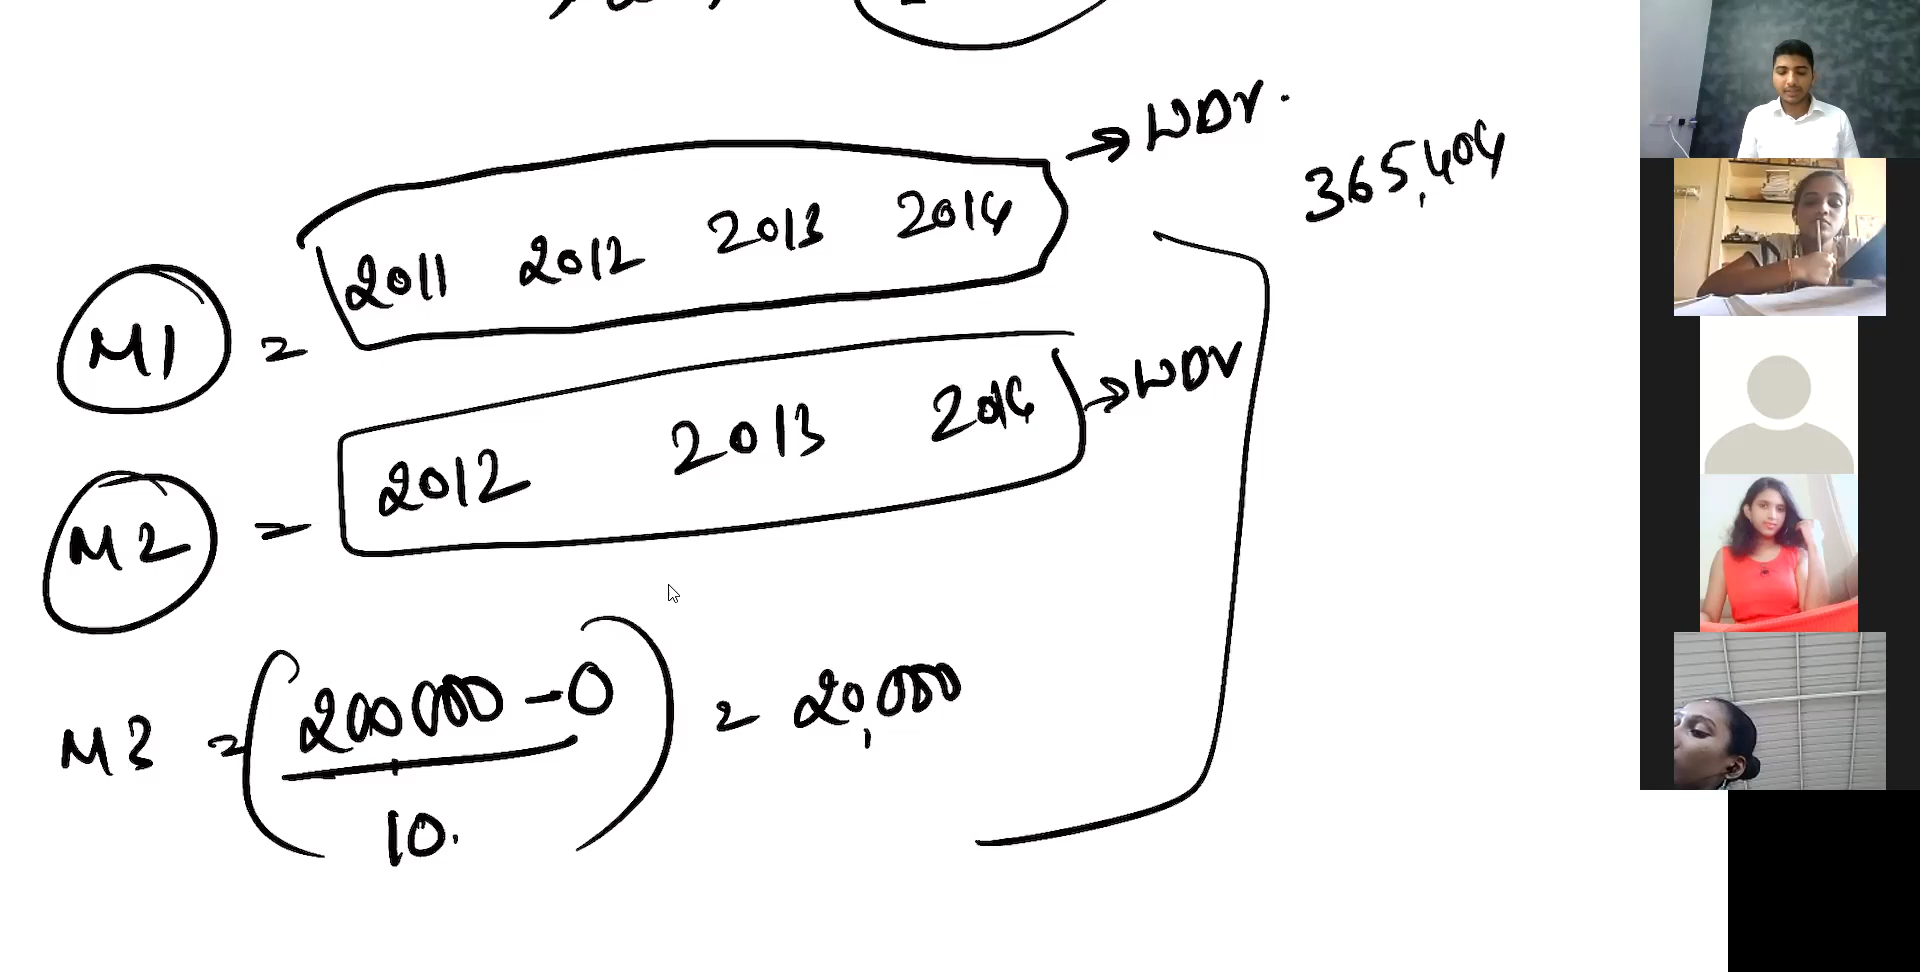 → WDV.
365,404
M1 = 2011 2012 2013 2014
M2 = 2012 2013 2014 → WDV
M3 = (200000 - 0 / 10.) = 20,000